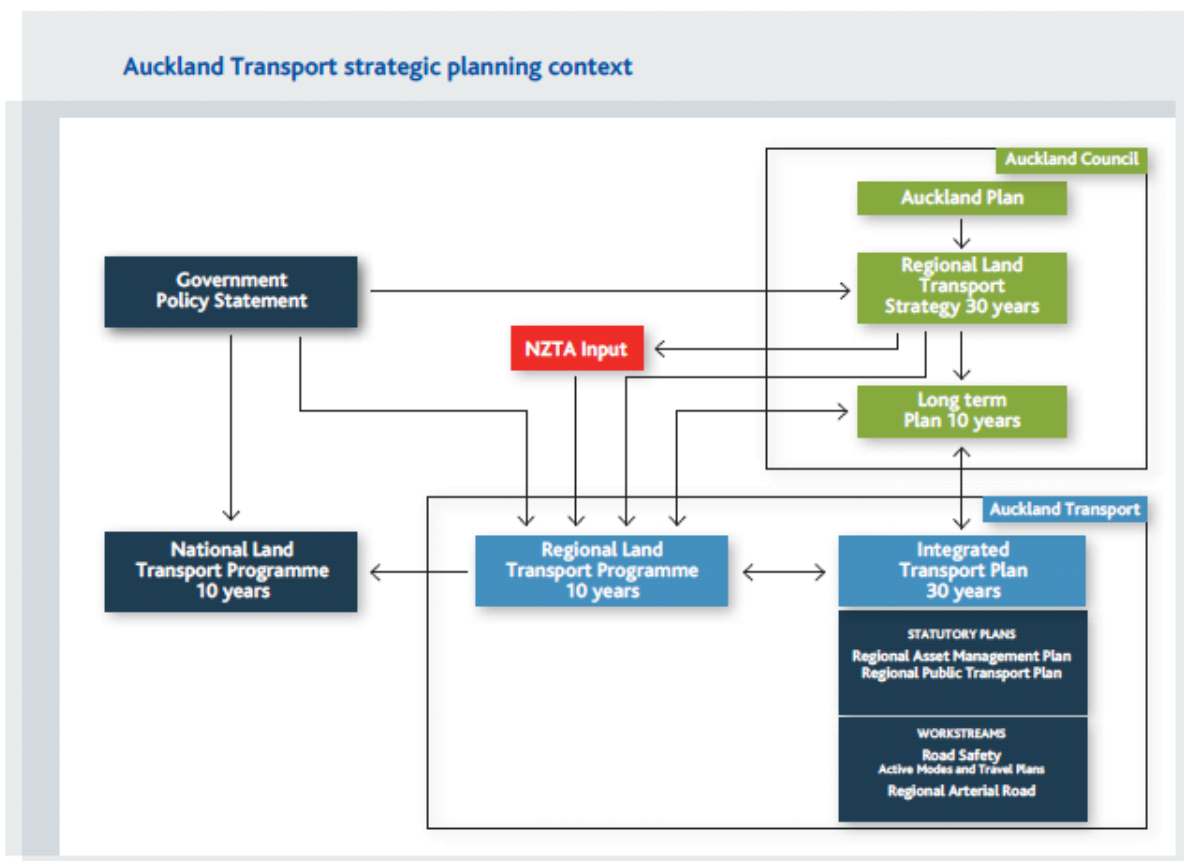 Auckland Transport strategic planning context
Auckland Council
Auckland Plan
Government
Policy Statement
Regional Land
Transport
Strategy 30 years
NZTA Input
Long term
Plan 10 years
Auckland Transport
National Land
Transport Programme
10 years
Regional Land
Transport Programme
10 years
Integrated
Transport Plan
30 years
STATUTORY PLANS
Regional Asset Management Plan
Regional Public Transport Plan
WORKSTREAMS
Road Safety
Active Modes and Travel Plans
Regional Arterial Road